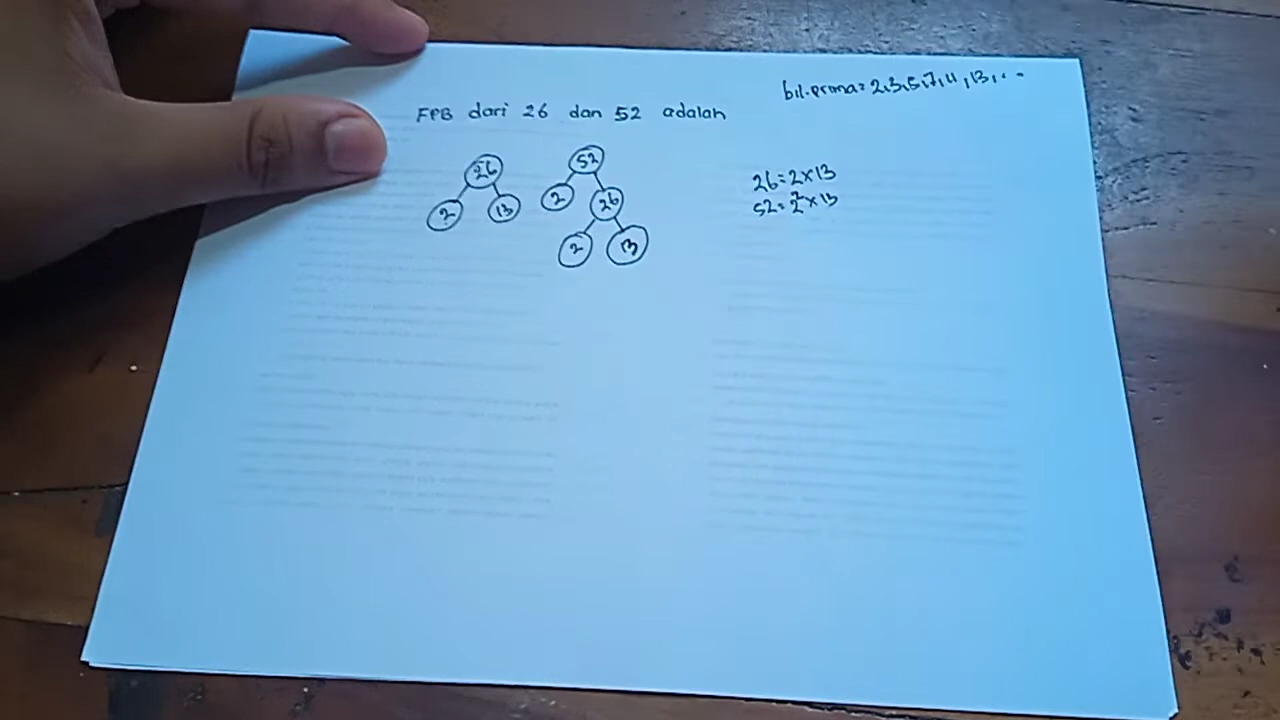 bil.prima = 2,3,5,7,11,13,...
FPB dari 26 dan 52 adalah
26 52
2 13 2 26
2 13
26 = 2 x 13
52 = 2² x 13